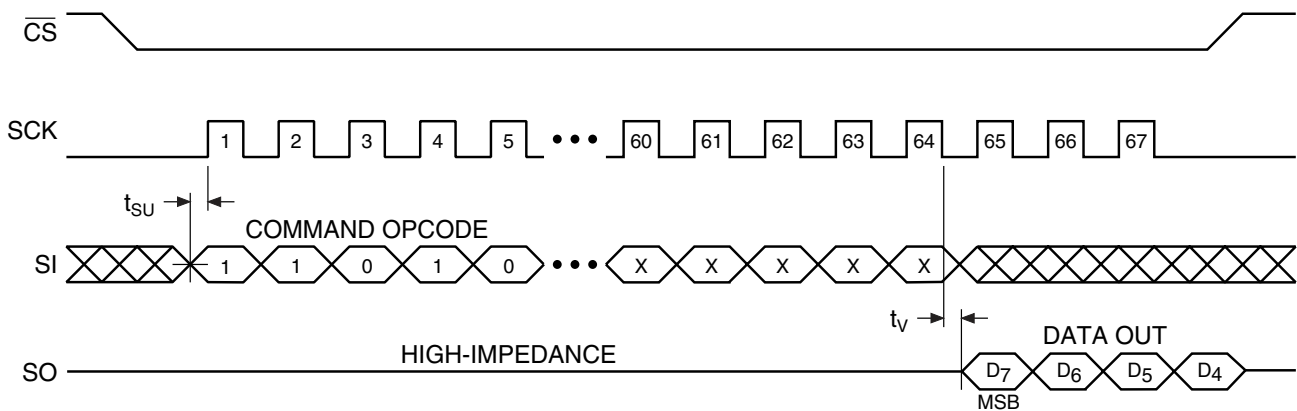 CS
SCK 1 2 3 4 5 ••• 60 61 62 63 64 65 66 67
tSU
COMMAND OPCODE
SI 1 1 0 1 0 ••• X X X X X
tV
DATA OUT
HIGH-IMPEDANCE
SO D7 D6 D5 D4
MSB